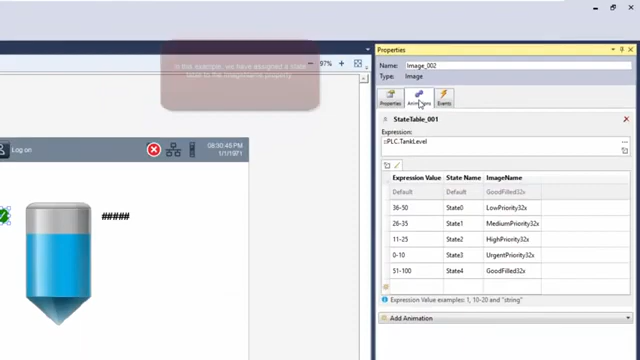 Properties
Name: Image_002
Type: Image
In this example, we have assigned a state
table to the ImageName property
97%
Properties
Animations
Events
StateTable_001
Expression:
::PLC.TankLevel
Log on
08:30:46 PM
1/1/1971
Expression Value State Name ImageName
Default Default GoodFilled32x
36-50 State0 LowPriority32x
26-35 State1 MediumPriority32x
11-25 State2 HighPriority32x
0-10 State3 UrgentPriority32x
51-100 State4 GoodFilled32x
#####
Expression Value examples: 1, 10-20 and "string"
Add Animation